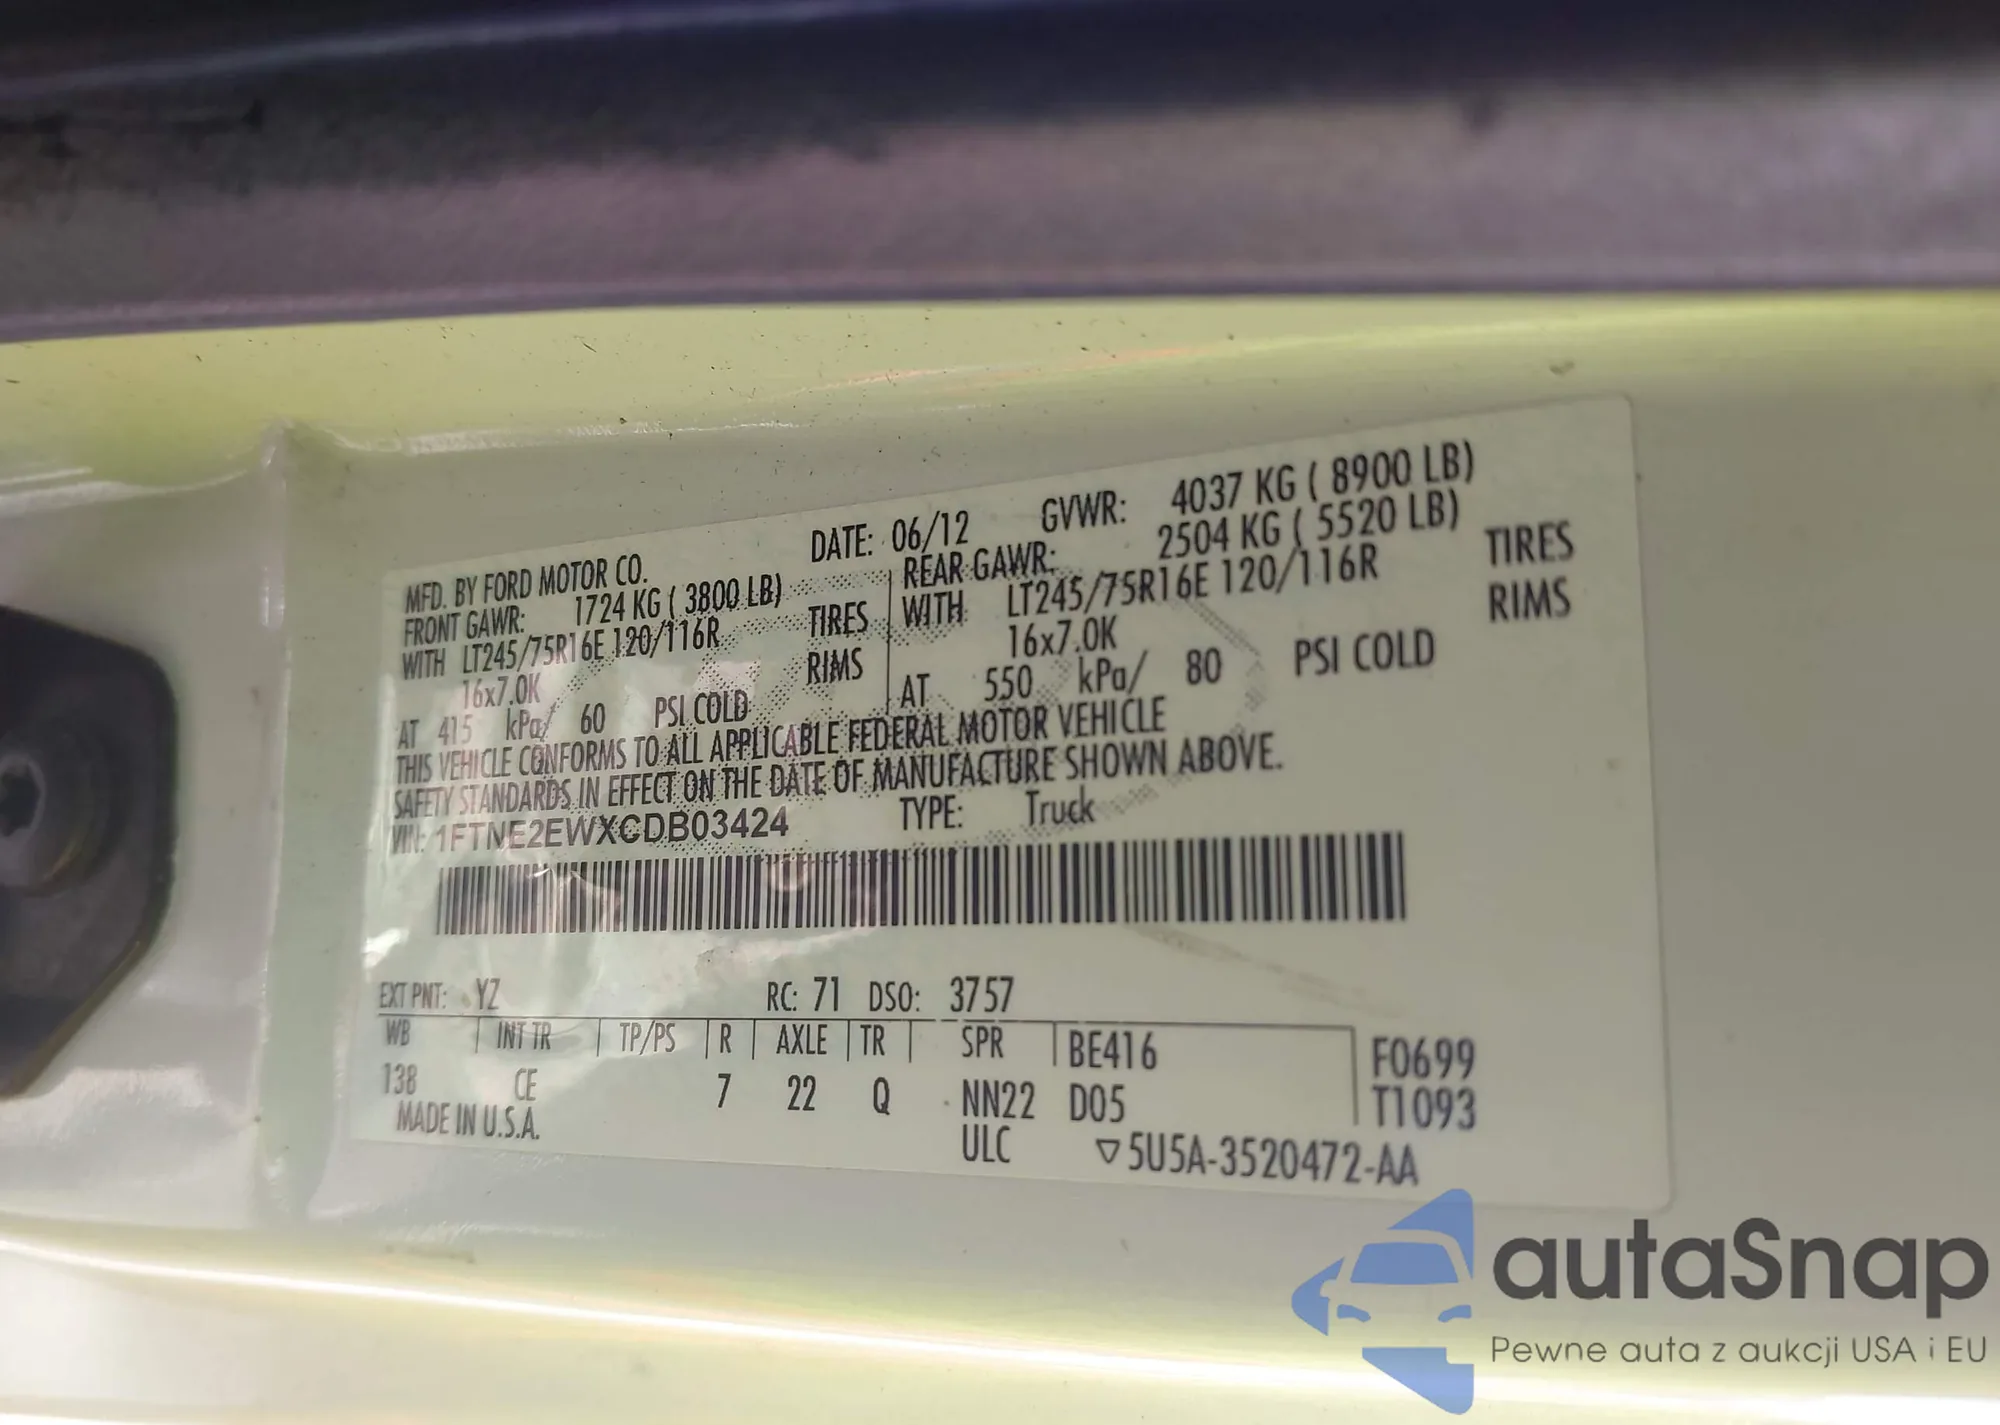 MFD. BY FORD MOTOR CO. DATE: 06/12 GVWR: 4037 KG ( 8900 LB)
FRONT GAWR: 1724 KG ( 3800 LB) REAR GAWR: 2504 KG ( 5520 LB)
WITH LT245/75R16E 120/116R TIRES WITH LT245/75R16E 120/116R TIRES
16x7.0K RIMS 16x7.0K RIMS
AT 415 kPa/ 60 PSI COLD AT 550 kPa/ 80 PSI COLD
THIS VEHICLE CONFORMS TO ALL APPLICABLE FEDERAL MOTOR VEHICLE
SAFETY STANDARDS IN EFFECT ON THE DATE OF MANUFACTURE SHOWN ABOVE.
VIN: 1FTNE2EWXCDB03424 TYPE: Truck
EXT PNT: YZ RC: 71 DSO: 3757
WB INT TR TP/PS R AXLE TR SPR BE416 F0699
138 CE 7 22 Q NN22 D05 T1093
MADE IN U.S.A. ULC ▽5U5A-3520472-AA
autaSnap
Pewne auta z aukcji USA i EU